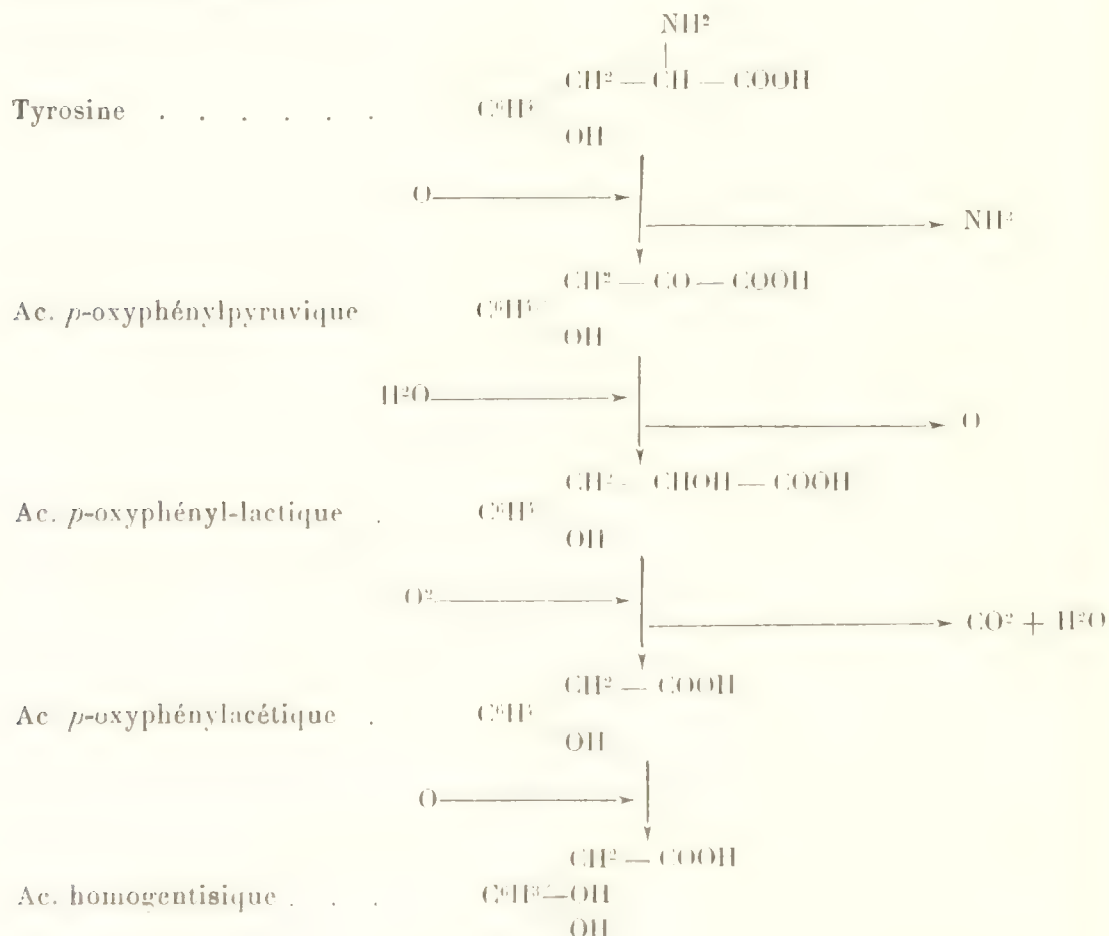 NH²
CH² — CH — COOH
Tyrosine . . . . . . C⁶H⁴
OH
O
NH³
CH² — CO — COOH
Ac. p-oxyphénylpyruvique C⁶H⁴
OH
H²O
O
CH² - CHOH — COOH
Ac. p-oxyphényl-lactique . C⁶H⁴
OH
O²
CO² + H²O
CH² — COOH
Ac p-oxyphénylacétique . C⁶H⁴
OH
O
CH² — COOH
Ac. homogentisique . . . C⁶H³—OH
OH